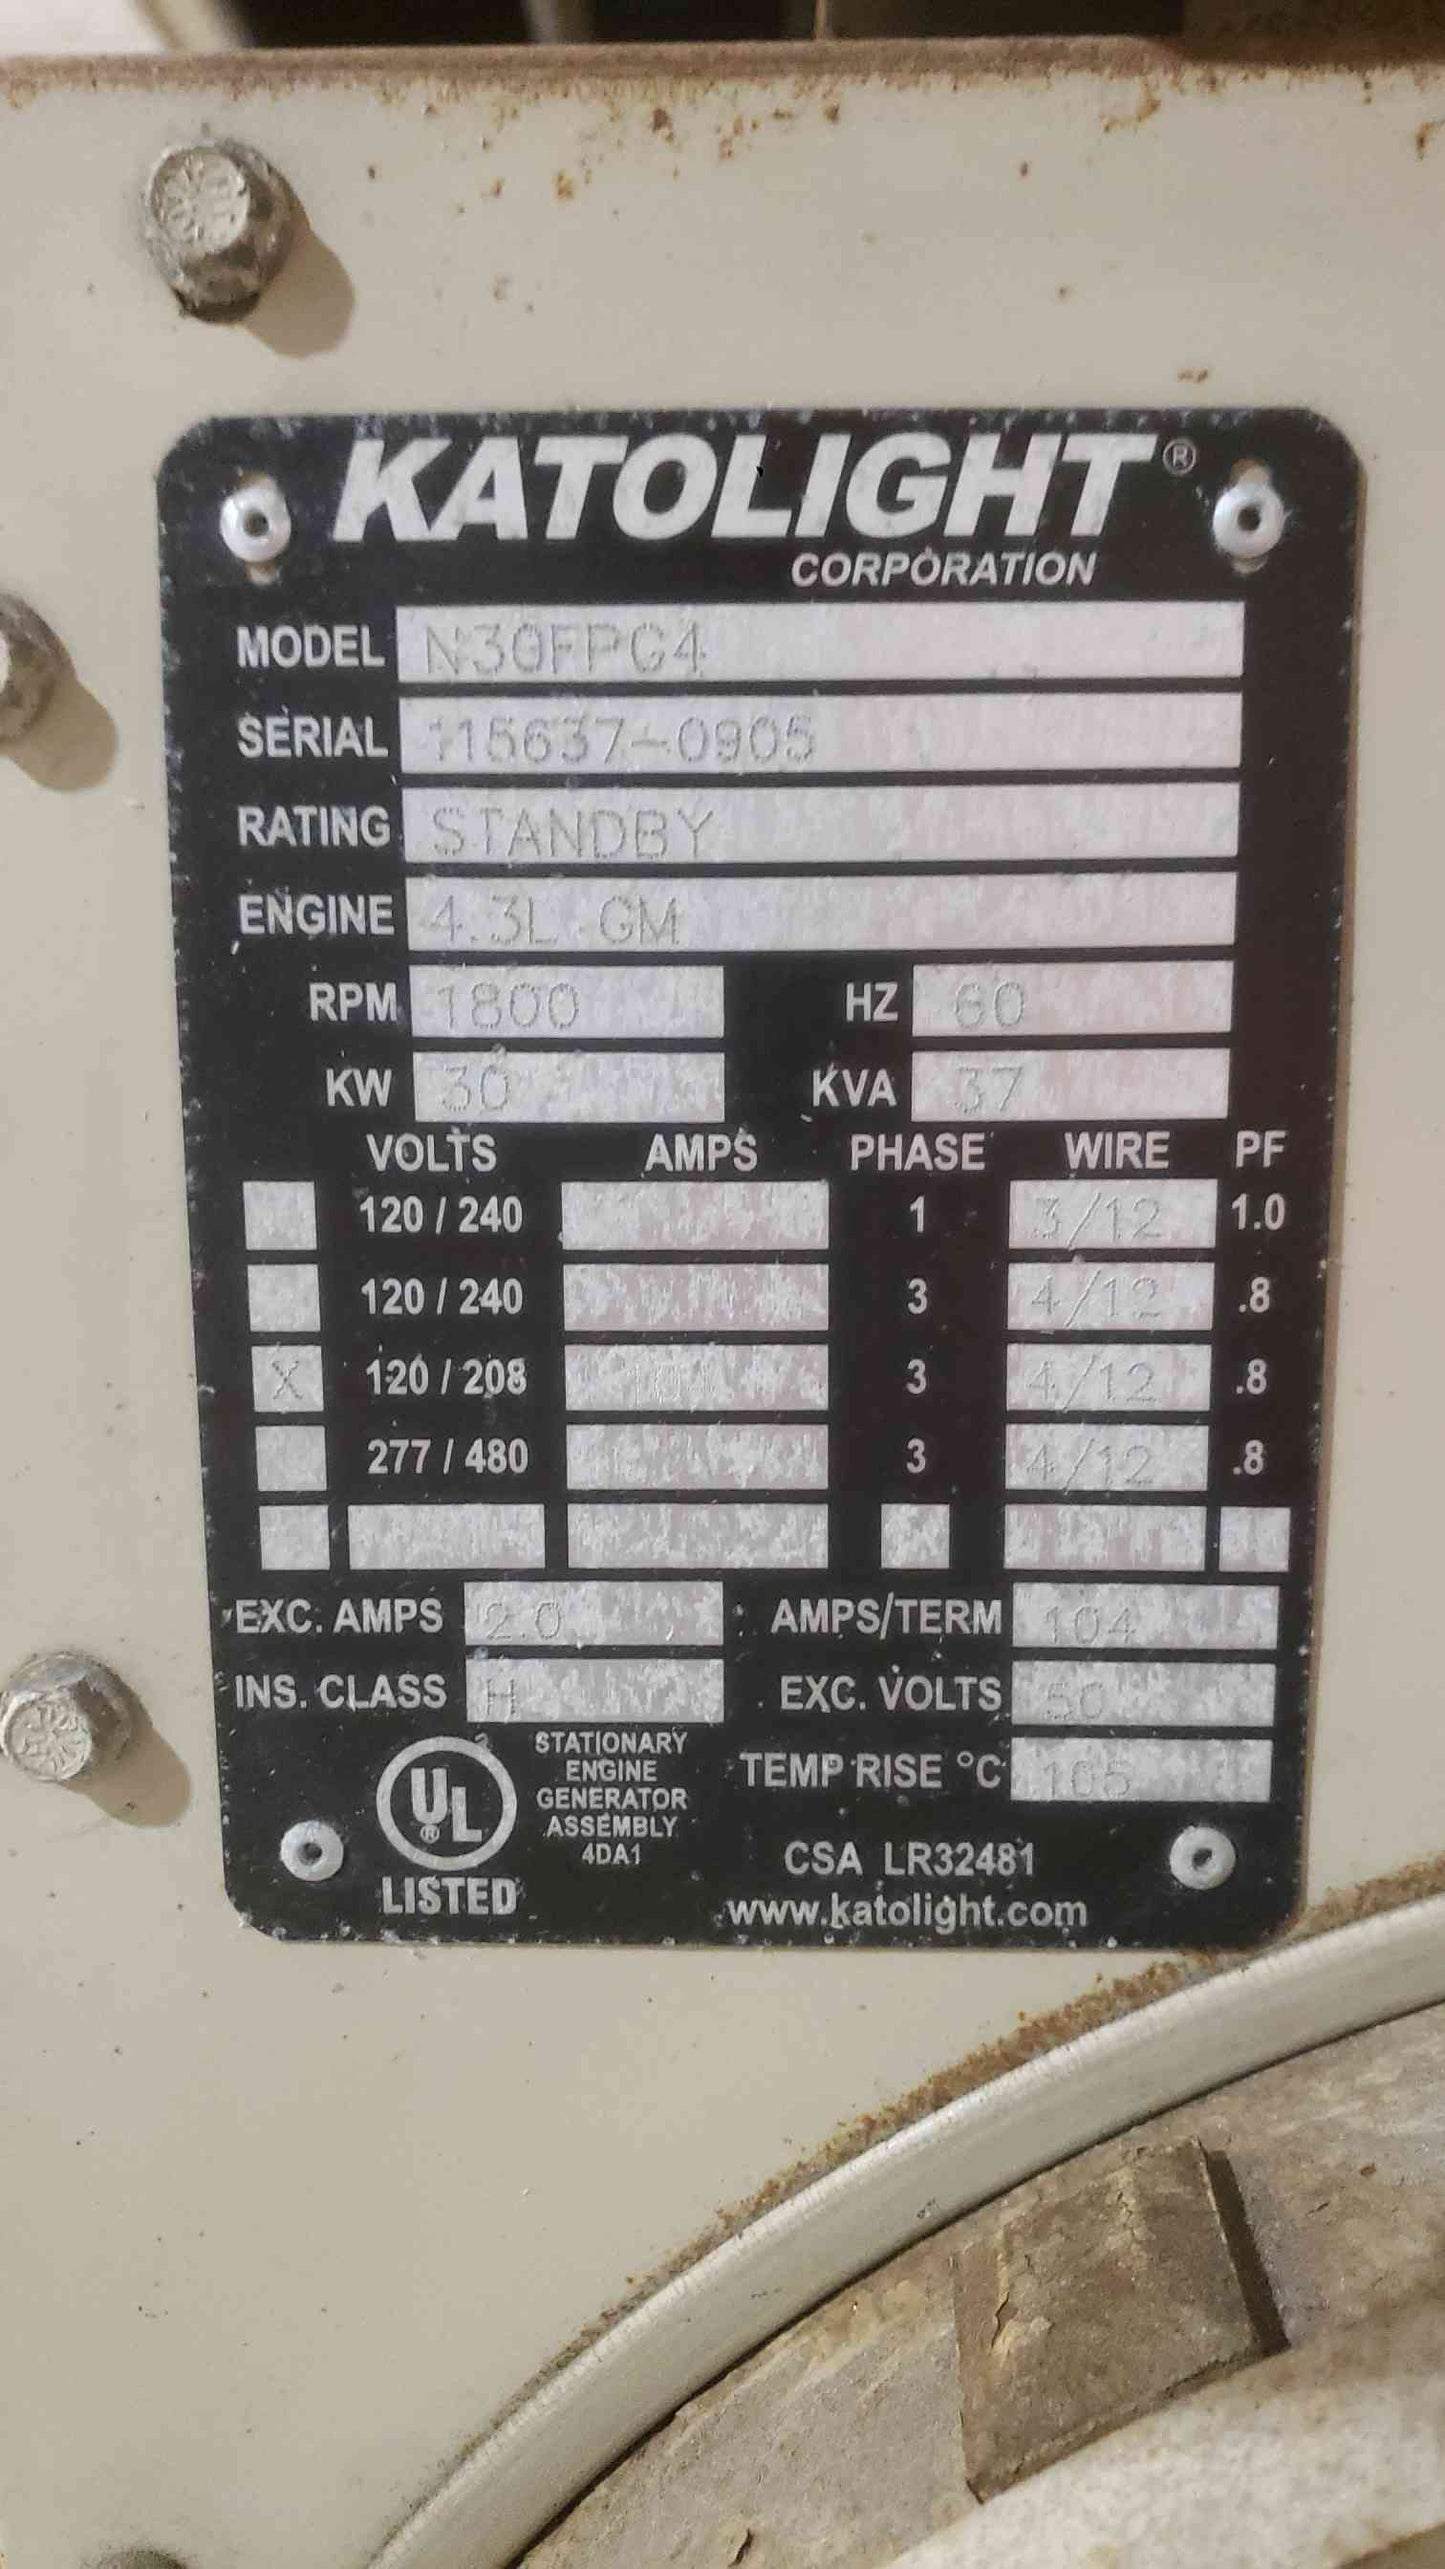 KATOLIGHT®
CORPORATION
MODEL N30FPG4
SERIAL 115637-0905
RATING STANDBY
ENGINE 4.3L GM
RPM 1800 HZ 60
KW 30 KVA 37
VOLTS AMPS PHASE WIRE PF
120 / 240 1 3/12 1.0
120 / 240 3 4/12 .8
X 120 / 208 104 3 4/12 .8
277 / 480 3 4/12 .8
EXC. AMPS 2.0 AMPS/TERM 104
INS. CLASS H EXC. VOLTS 50
TEMP RISE °C 105
UL®
LISTED
STATIONARY
ENGINE
GENERATOR
ASSEMBLY
4DA1
CSA LR32481
www.katolight.com